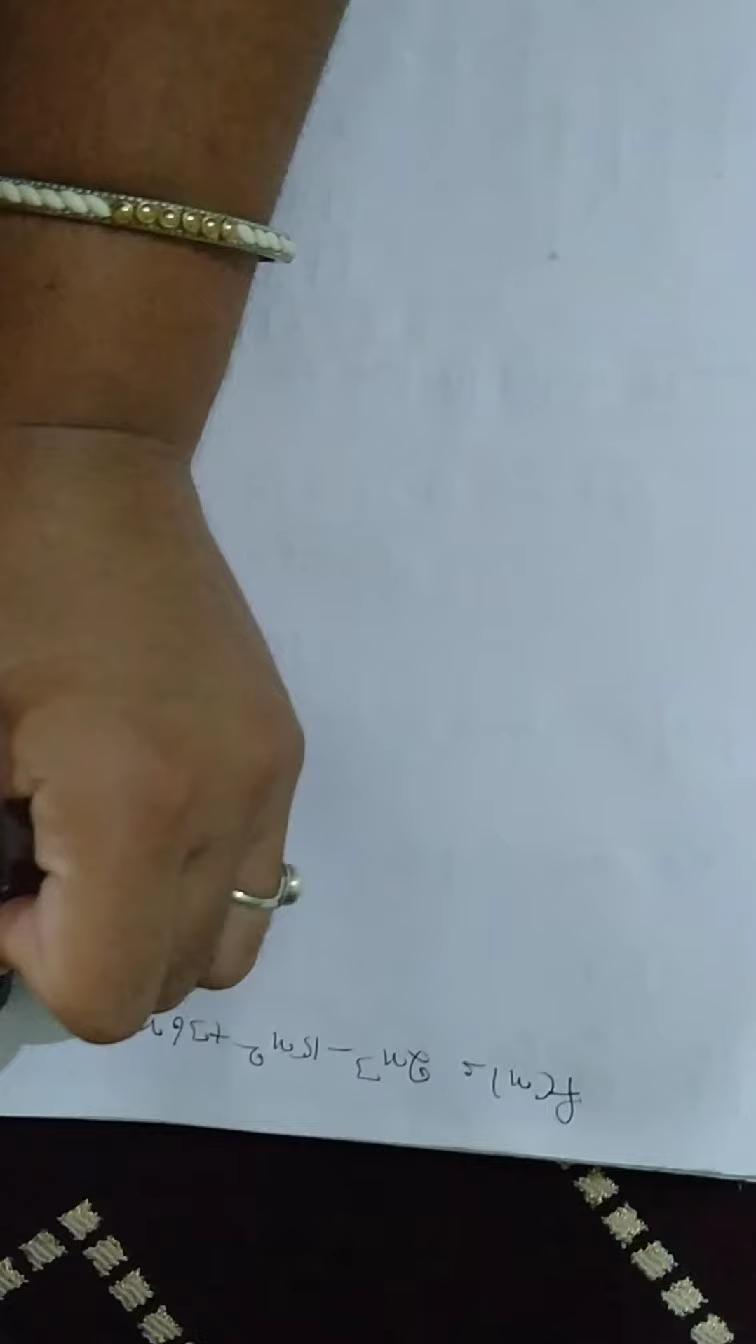 f(x) = 2x³ - 15x² + 36x